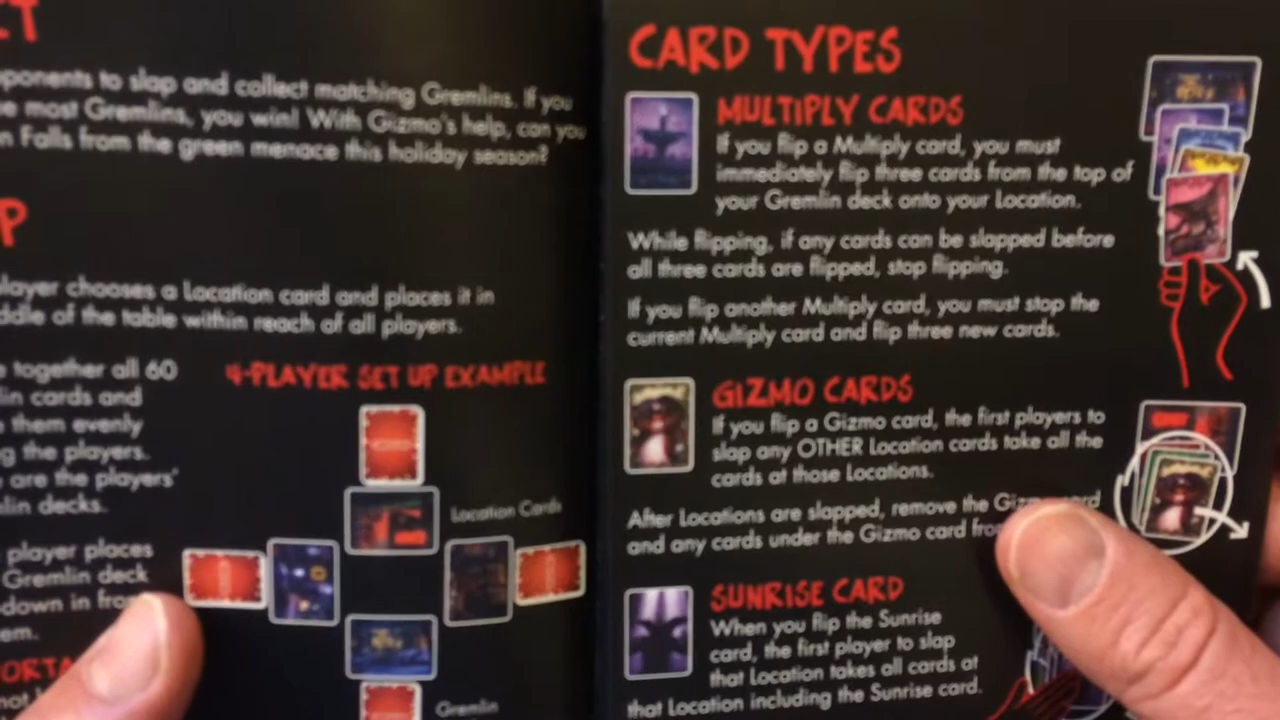 ponents to slap and collect matching Gremlins. If you
most Gremlins, you win! With Gizmo's help, can you
Falls from the green menace this holiday season?
layer chooses a Location card and places it in
ddle of the table within reach of all players.
together all 60
lin cards and
them evenly
g the players.
are the players'
lin decks.
player places
Gremlin deck
-down in
em.
4-PLAYER SET UP EXAMPLE
Location Cards
Gremlin
CARD TYPES
MULTIPLY CARDS
If you flip a Multiply card, you must
immediately flip three cards from the top of
your Gremlin deck onto your Location.
While flipping, if any cards can be slapped before
all three cards are flipped, stop flipping.
If you flip another Multiply card, you must stop the
current Multiply card and flip three new cards.
GIZMO CARDS
If you flip a Gizmo card, the first players to
slap any OTHER Location cards take all the
cards at those Locations.
After Locations are slapped, remove the
and any cards under the Gizmo card
SUNRISE CARD
When you flip the Sunrise
card, the first player to slap
that Location takes all cards at
that Location including the Sunrise card.